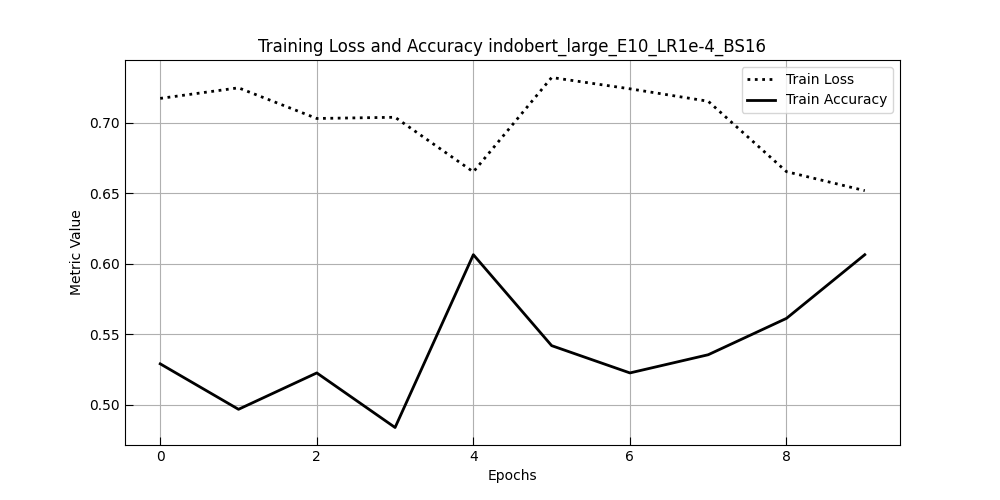 Training Loss and Accuracy indobert_large_E10_LR1e-4_BS16
Train Loss
Train Accuracy
Metric Value
0.70
0.65
0.60
0.55
0.50
0 2 4 6 8
Epochs